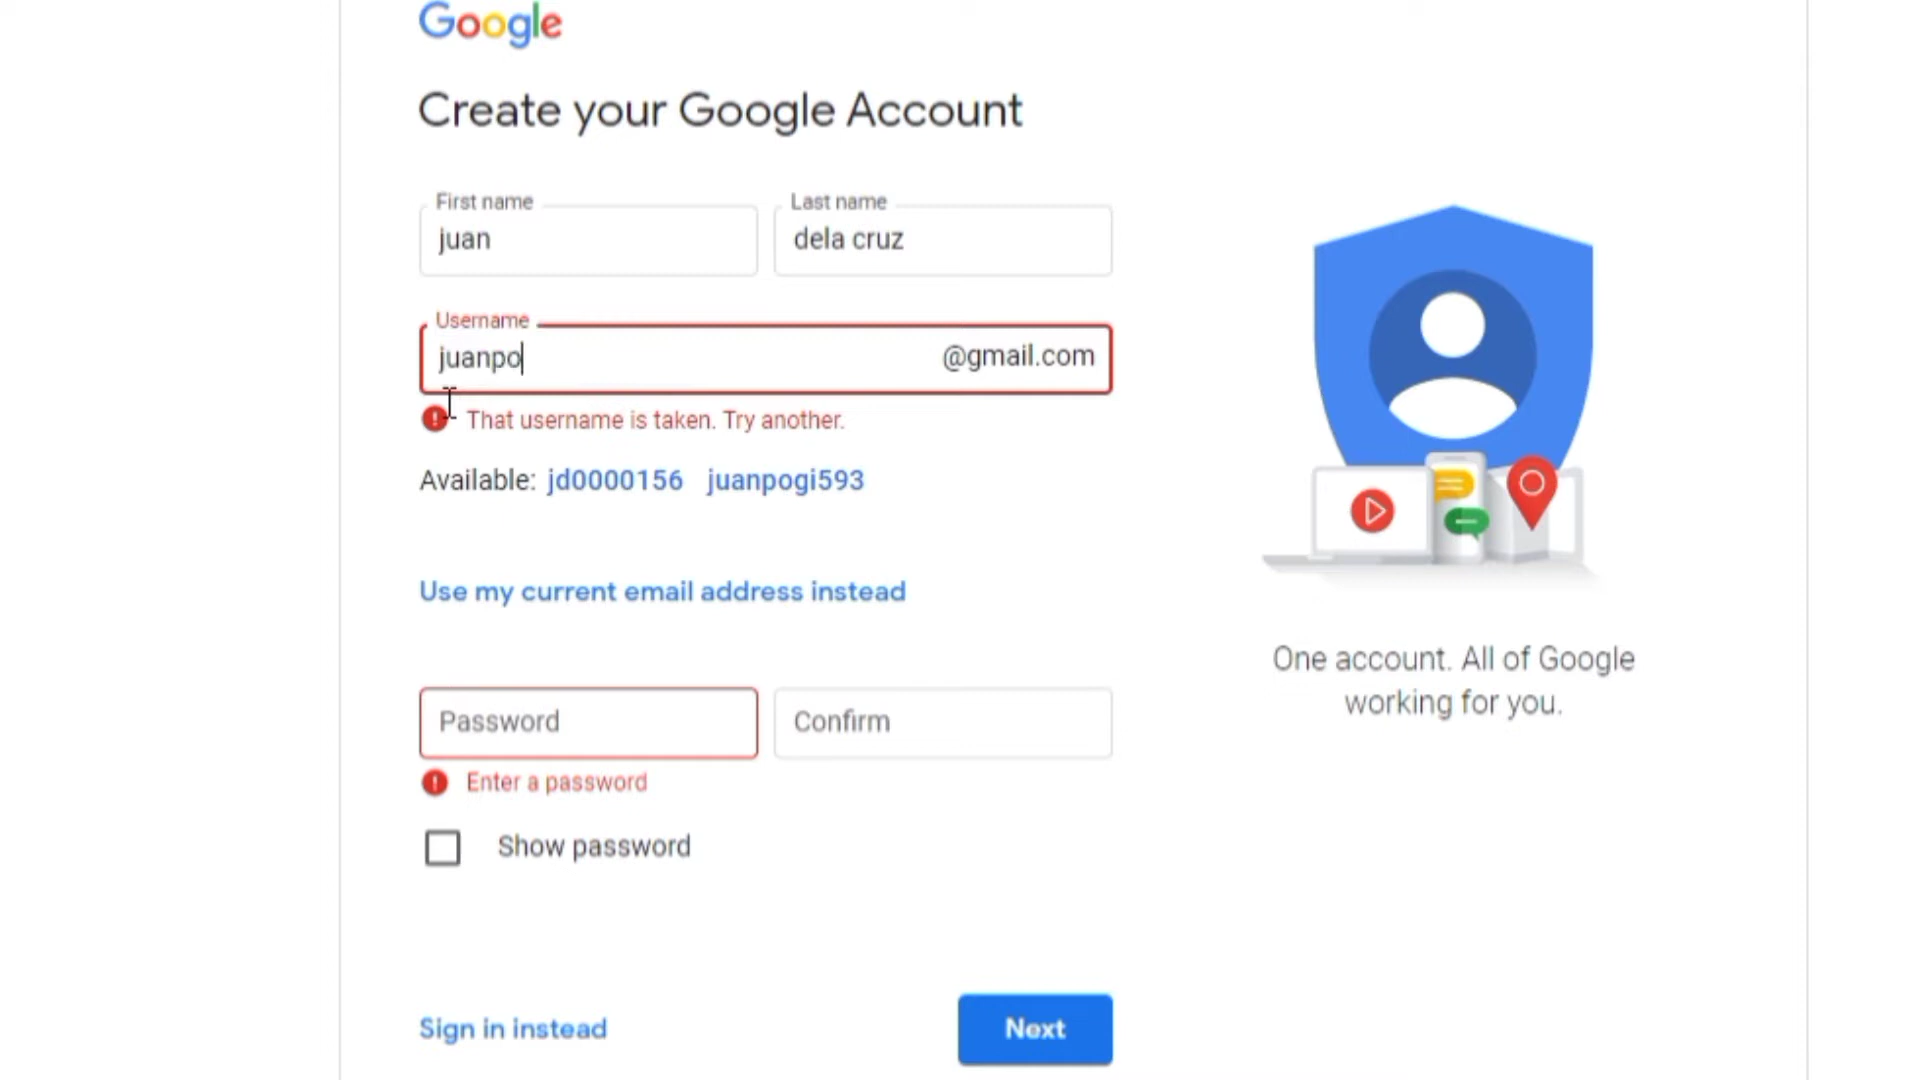 Google
Create your Google Account
First name
Last name
juan
dela cruz
Username
juanpo
@gmail.com
That username is taken. Try another.
Available: jd0000156 juanpogi593
Use my current email address instead
Password
Confirm
Enter a password
Show password
Sign in instead
Next
One account. All of Google
working for you.